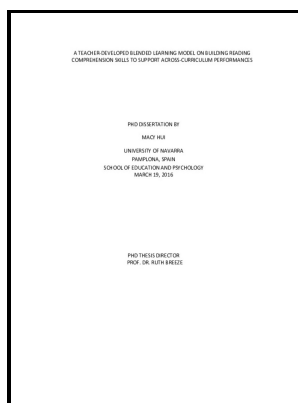 A TEACHER-DEVELOPED BLENDED LEARNING MODEL ON BUILDING READING
COMPREHENSION SKILLS TO SUPPORT ACROSS-CURRICULUM PERFORMANCES
PHD DISSERTATION BY
MACY HUI
UNIVERSITY OF NAVARRA
PAMPLONA, SPAIN
SCHOOL OF EDUCATION AND PSYCHOLOGY
MARCH 19, 2016
PHD THESIS DIRECTOR
PROF. DR. RUTH BREEZE